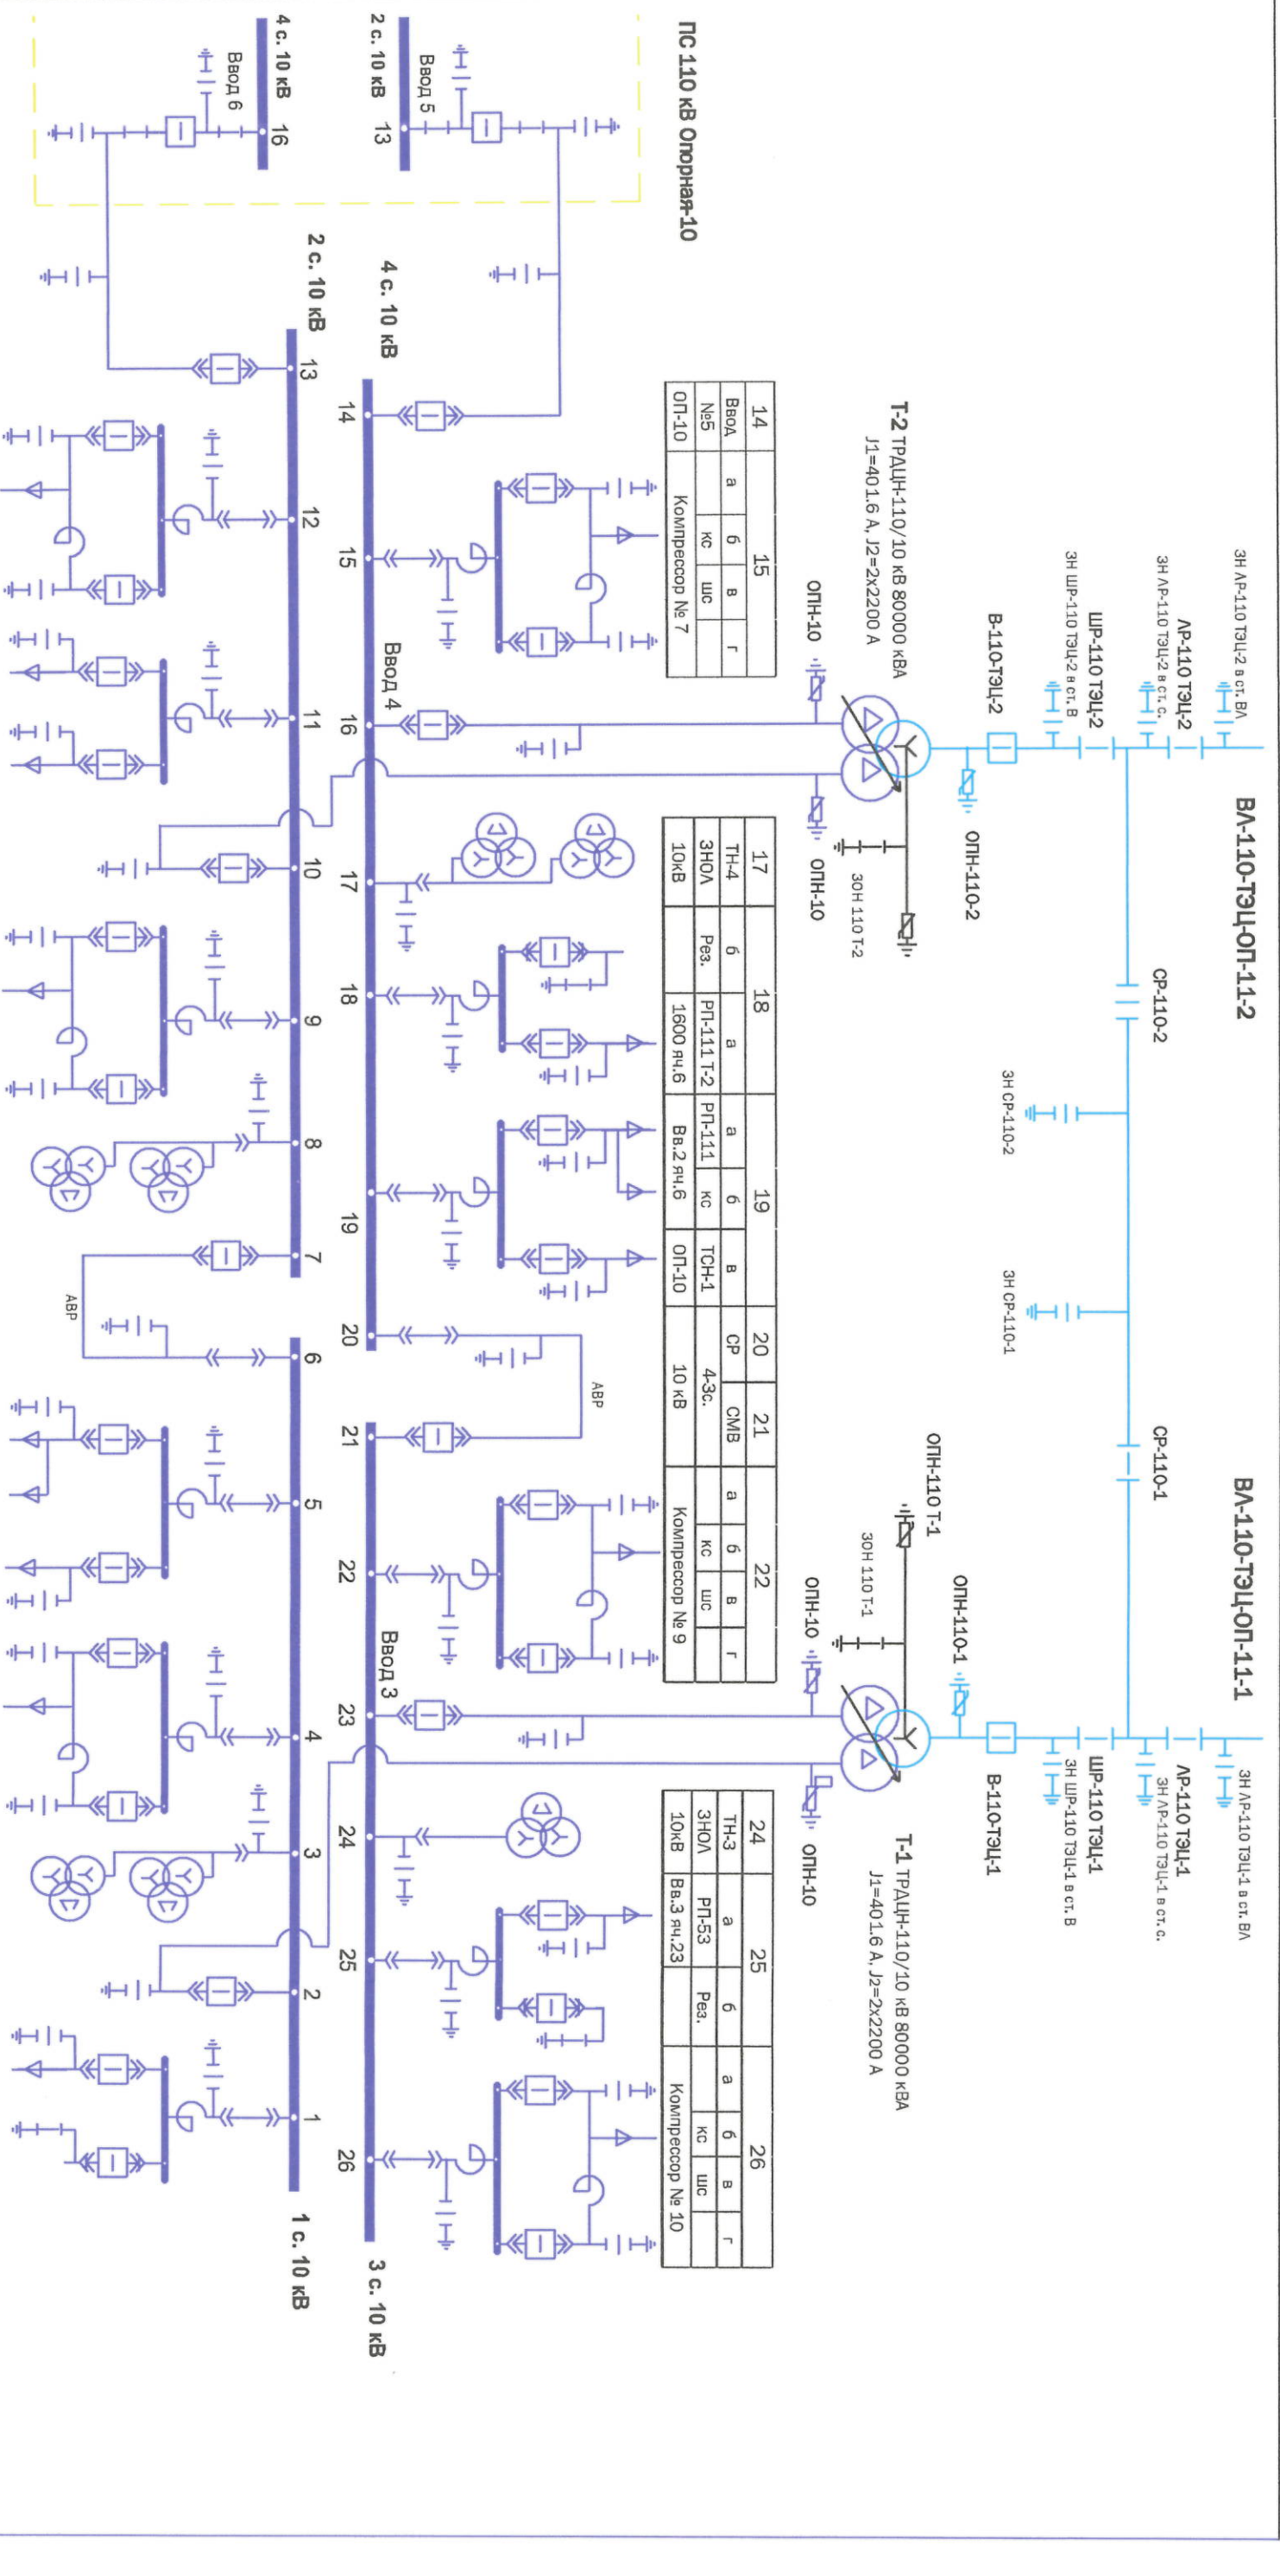 ВЛ-110-ТЭЦ-ОП-11-2
ВЛ-110-ТЭЦ-ОП-11-1
ЗН ЛР-110 ТЭЦ-2 в ст. ВЛ
ЛР-110 ТЭЦ-2
ЗН ЛР-110 ТЭЦ-2 в ст. с.
ШР-110 ТЭЦ-2
ЗН ШР-110 ТЭЦ-2 в ст. В
В-110-ТЭЦ-2
ОПН-110-2
СР-110-2
СР-110-1
ЗН СР-110-2
ЗН СР-110-1
ЗН ЛР-110 ТЭЦ-1 в ст. ВЛ
ЛР-110 ТЭЦ-1
ЗН ЛР-110 ТЭЦ-1 в ст. с.
ШР-110 ТЭЦ-1
ЗН ШР-110 ТЭЦ-1 в ст. В
В-110-ТЭЦ-1
ОПН-110-1
ОПН-110 Т-1
ЗОН 110 Т-1
ЗОН 110 Т-2
Т-2 ТРДЦН-110/10 кВ 80000 кВА
J1=401.6 А, J2=2х2200 А
Т-1 ТРДЦН-110/10 кВ 80000 кВА
J1=401.6 А, J2=2х2200 А
ОПН-10
ОПН-10
ОПН-10
ОПН-10
ПС 110 кВ Опорная-10
14 15
Ввод а б в г
№5 кс шс
ОП-10 Компрессор № 7
17 18 19 20 21 22
ТН-4 б а а б в СР СМВ а б в г
ЗНОЛ Рез. РП-111 Т-2 РП-111 кс ТСН-1 4-3с. кс шс
10кВ 1600 яч.6 Вв.2 яч.6 ОП-10 10 кВ Компрессор № 9
24 25 26
ТН-3 а б а б в г
ЗНОЛ РП-53 Рез. кс шс
10кВ Вв.3 яч.23 Компрессор № 10
АВР
2 с. 10 кВ
Ввод 5
13
4 с. 10 кВ
Ввод 4
Ввод 3
14 15 16 17 18 19 20 21 22 23 24 25 26
3 с. 10 кВ
4 с. 10 кВ
Ввод 6
16
2 с. 10 кВ
13 12 11 10 9 8 7 6 5 4 3 2 1
1 с. 10 кВ
АВР